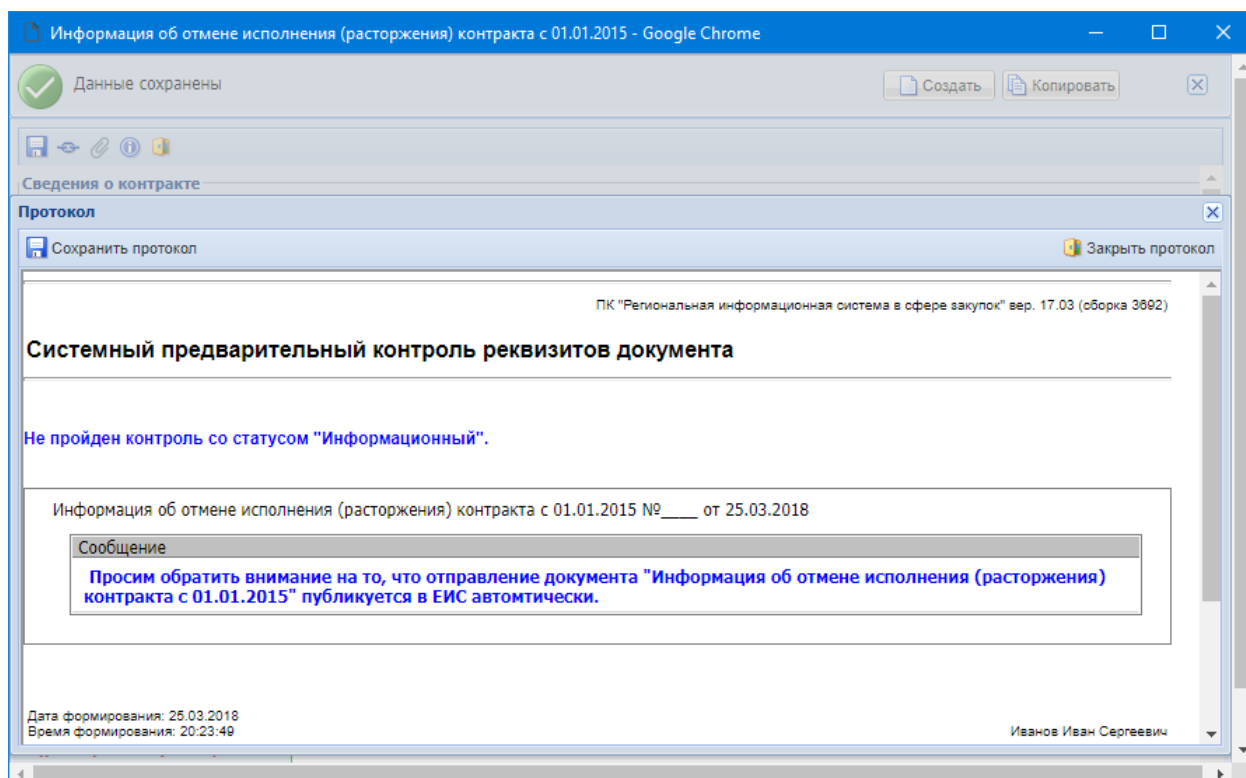 Информация об отмене исполнения (расторжения) контракта с 01.01.2015 - Google Chrome
Данные сохранены
Создать
Копировать
Сведения о контракте
Протокол
Сохранить протокол
Закрыть протокол
ПК "Региональная информационная система в сфере закупок" вер. 17.03 (сборка 3692)
Системный предварительный контроль реквизитов документа
Не пройден контроль со статусом "Информационный".
Информация об отмене исполнения (расторжения) контракта с 01.01.2015 №____ от 25.03.2018
Сообщение
Просим обратить внимание на то, что отправление документа "Информация об отмене исполнения (расторжения)
контракта с 01.01.2015" публикуется в ЕИС автомтически.
Дата формирования: 25.03.2018
Время формирования: 20:23:49
Иванов Иван Сергеевич